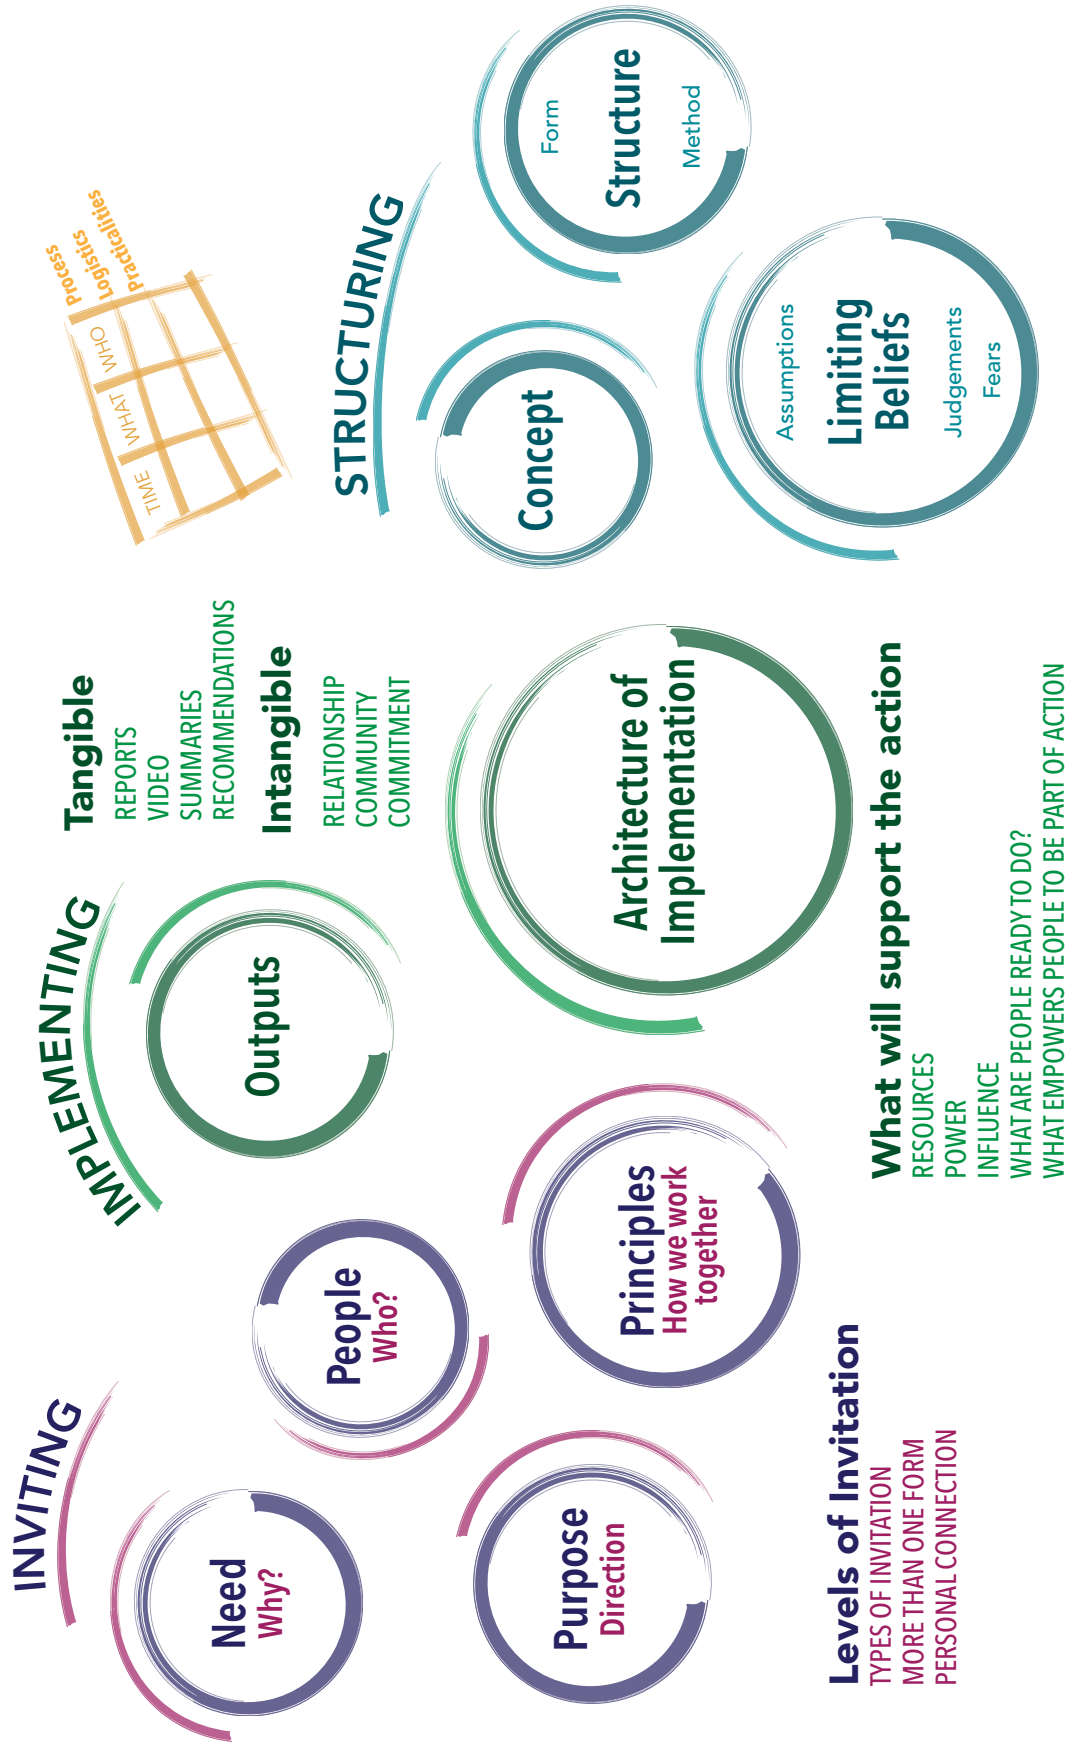 INVITING
Need
Why?
People
Who?
Purpose
Direction
Principles
How we work
together
Levels of Invitation
TYPES OF INVITATION
MORE THAN ONE FORM
PERSONAL CONNECTION
IMPLEMENTING
Outputs
Tangible
REPORTS
VIDEO
SUMMARIES
RECOMMENDATIONS
Intangible
RELATIONSHIP
COMMUNITY
COMMITMENT
Architecture of
Implementation
What will support the action
RESOURCES
POWER
INFLUENCE
WHAT ARE PEOPLE READY TO DO?
WHAT EMPOWERS PEOPLE TO BE PART OF ACTION
TIME
WHAT
WHO
Process
Logistics
Practicalities
STRUCTURING
Concept
Form
Structure
Method
Assumptions
Limiting
Beliefs
Judgements
Fears